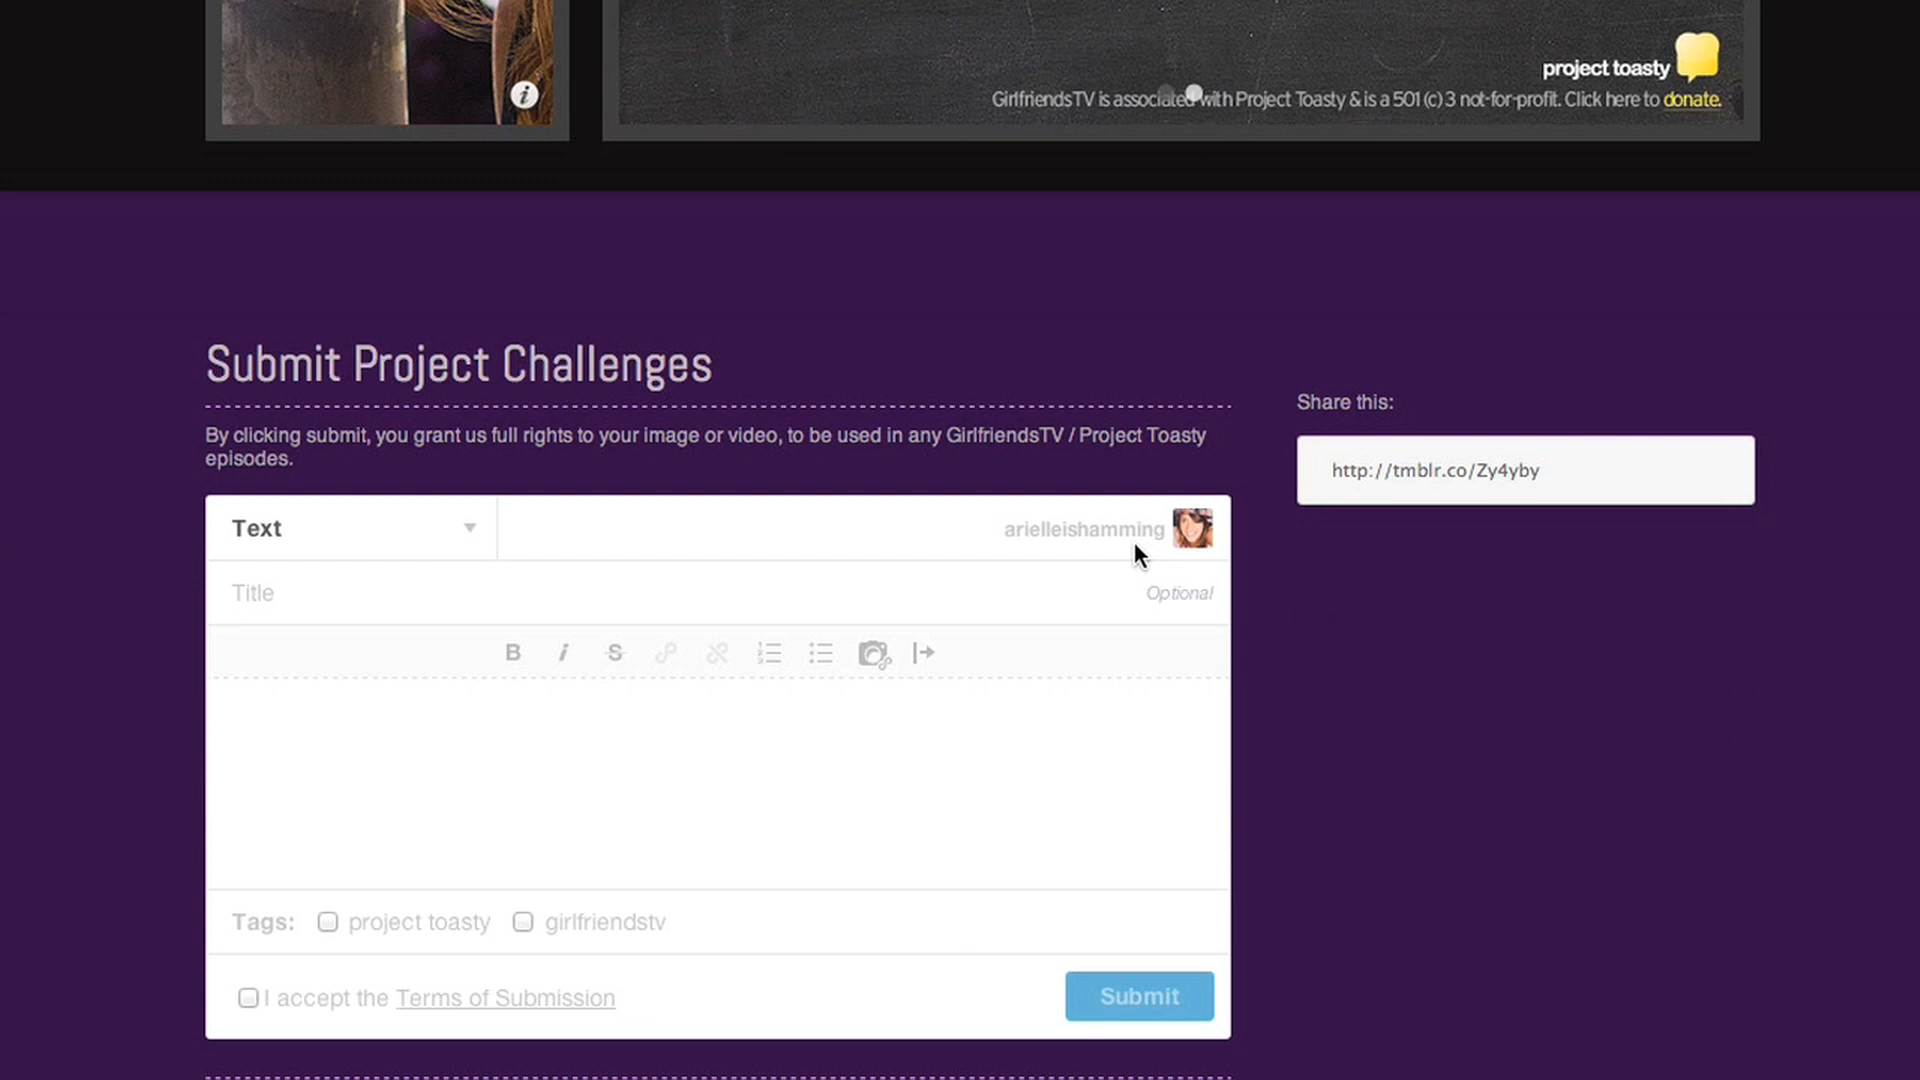 project toasty
GirlfriendsTV is associated with Project Toasty & is a 501 (c) 3 not-for-profit. Click here to donate.
Submit Project Challenges
By clicking submit, you grant us full rights to your image or video, to be used in any GirlfriendsTV / Project Toasty
episodes.
Share this:
http://tmblr.co/Zy4yby
Text
arielleishamming
Title
Optional
B i S
Tags: project toasty girlfriendstv
I accept the Terms of Submission
Submit